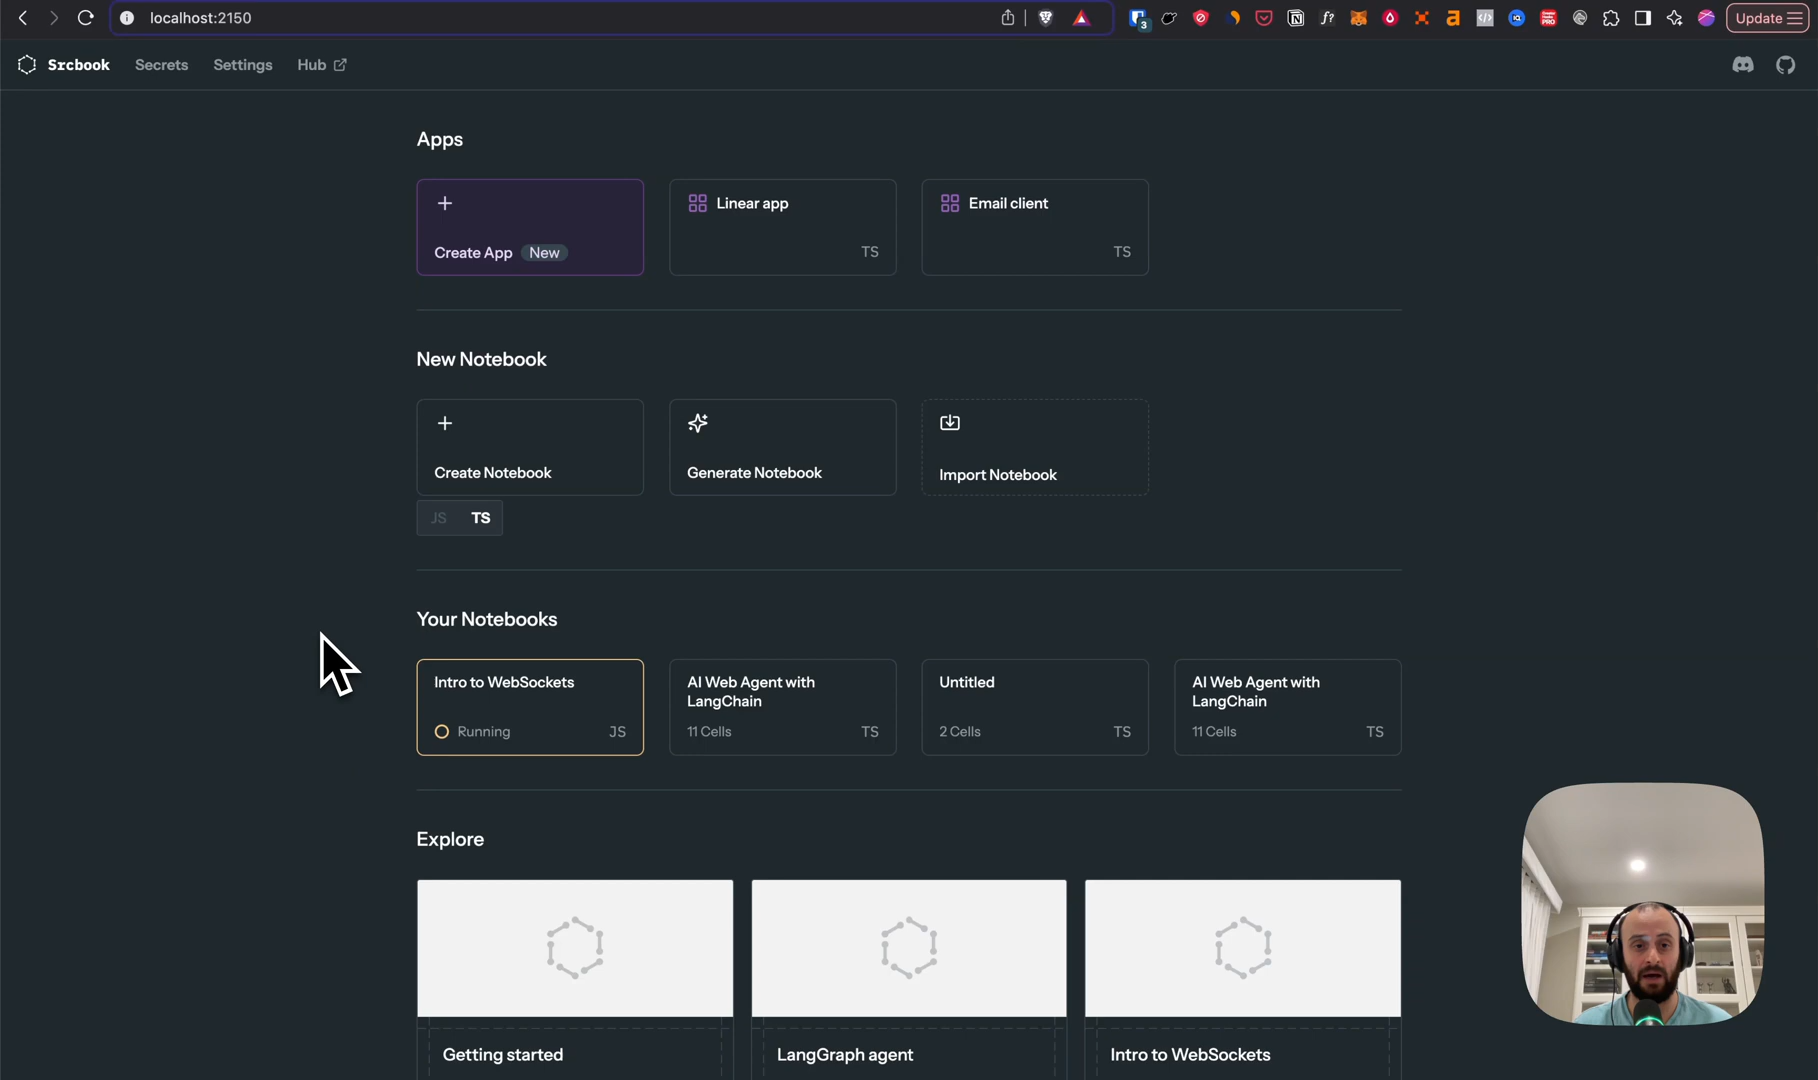 localhost:2150
3
Update
Srcbook
Secrets
Settings
Hub
Apps
Create App New
Linear app
TS
Email client
TS
New Notebook
Create Notebook
Generate Notebook
Import Notebook
JS TS
Your Notebooks
Intro to WebSockets
Running JS
AI Web Agent with
LangChain
11 Cells TS
Untitled
2 Cells TS
AI Web Agent with
LangChain
11 Cells TS
Explore
Getting started
LangGraph agent
Intro to WebSockets